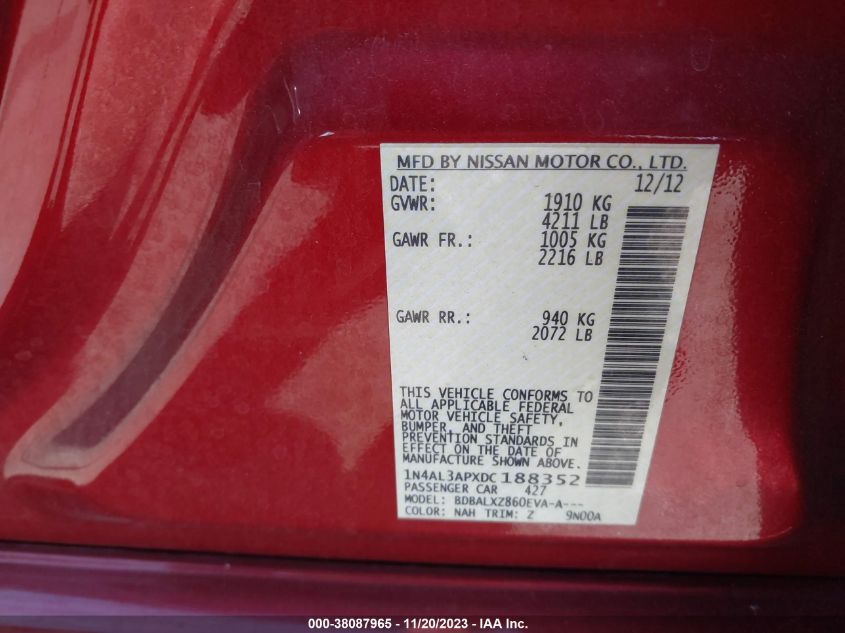 MFD BY NISSAN MOTOR CO., LTD.
DATE: 12/12
GVWR: 1910 KG
4211 LB
GAWR FR.: 1005 KG
2216 LB
GAWR RR.: 940 KG
2072 LB
THIS VEHICLE CONFORMS TO
ALL APPLICABLE FEDERAL
MOTOR VEHICLE SAFETY,
BUMPER, AND THEFT
PREVENTION STANDARDS IN
EFFECT ON THE DATE OF
MANUFACTURE SHOWN ABOVE.
1N4AL3APXDC188352
PASSENGER CAR 427
MODEL: BDBALXZ860EVA-A---
COLOR: NAH TRIM: Z 9N00A
000-38087965 - 11/20/2023 - IAA Inc.